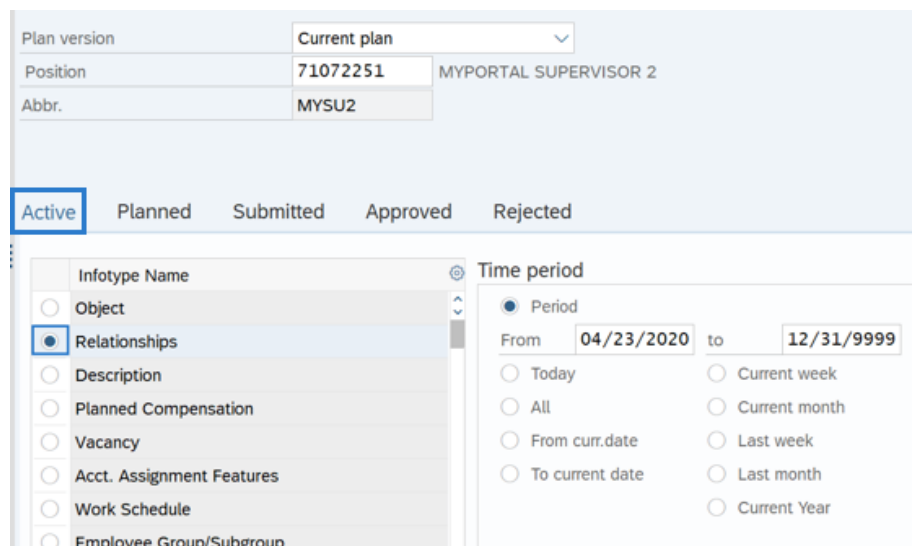 Plan version Current plan
Position 71072251 MYPORTAL SUPERVISOR 2
Abbr. MYSU2
Active Planned Submitted Approved Rejected
Infotype Name
Object
Relationships
Description
Planned Compensation
Vacancy
Acct. Assignment Features
Work Schedule
Employee Group/Subgroup
Time period
Period
From 04/23/2020 to 12/31/9999
Today Current week
All Current month
From curr.date Last week
To current date Last month
Current Year